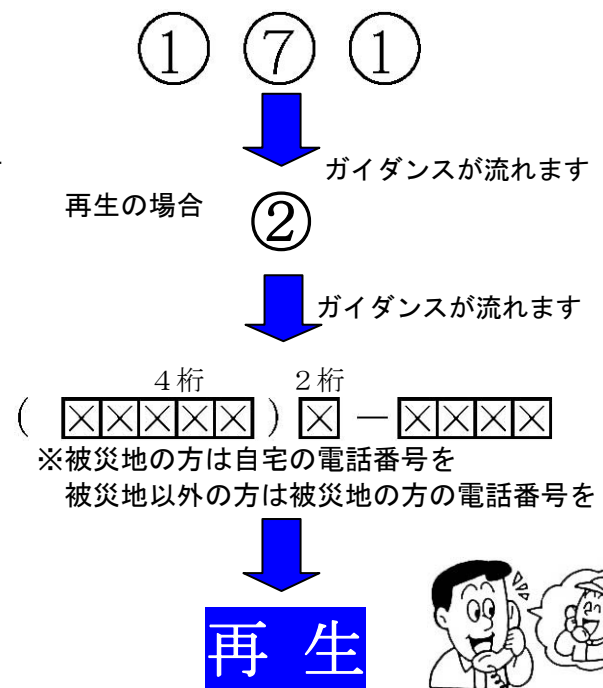 ① ⑦ ①
ガイダンスが流れます
再生の場合 ②
ガイダンスが流れます
4桁 2桁
( ×××××)×－××××
※被災地の方は自宅の電話番号を
被災地以外の方は被災地の方の電話番号を
再 生